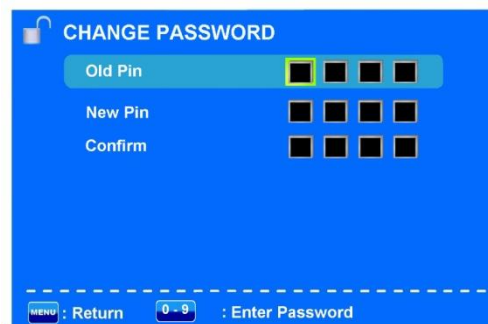 CHANGE PASSWORD
Old Pin
New Pin
Confirm
MENU : Return 0 - 9 : Enter Password